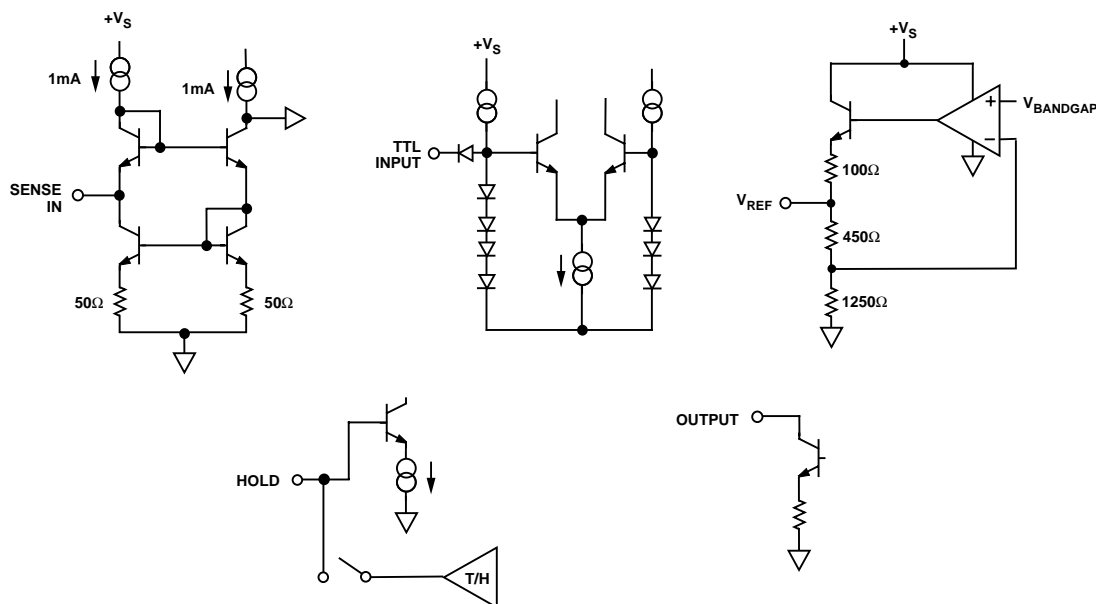 +VS
1mA
1mA
SENSE
IN
50Ω
50Ω
+VS
TTL
INPUT
+VS
+
−
VBANDGAP
100Ω
VREF
450Ω
1250Ω
HOLD
T/H
OUTPUT